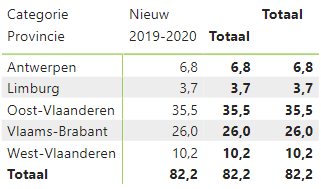 Categorie Nieuw Totaal
Provincie 2019-2020 Totaal
Antwerpen 6,8 6,8 6,8
Limburg 3,7 3,7 3,7
Oost-Vlaanderen 35,5 35,5 35,5
Vlaams-Brabant 26,0 26,0 26,0
West-Vlaanderen 10,2 10,2 10,2
Totaal 82,2 82,2 82,2